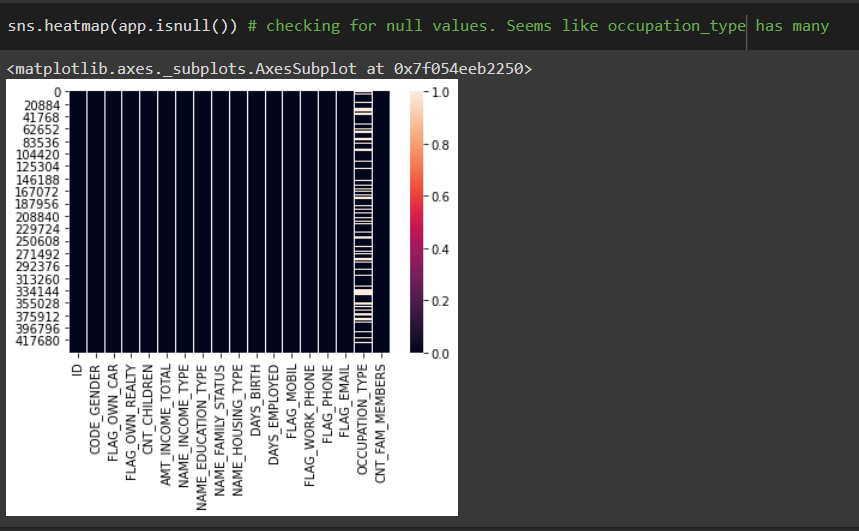 sns.heatmap(app.isnull()) # checking for null values. Seems like occupation_type has many
<matplotlib.axes._subplots.AxesSubplot at 0x7f054eeb2250>
0
20884
41768
62652
83536
104420
125304
146188
167072
187956
208840
229724
250608
271492
292376
313260
334144
355028
375912
396796
417680
1.0
0.8
0.6
0.4
0.2
0.0
ID
CODE_GENDER
FLAG_OWN_CAR
FLAG_OWN_REALTY
CNT_CHILDREN
AMT_INCOME_TOTAL
NAME_INCOME_TYPE
NAME_EDUCATION_TYPE
NAME_FAMILY_STATUS
NAME_HOUSING_TYPE
DAYS_BIRTH
DAYS_EMPLOYED
FLAG_MOBIL
FLAG_WORK_PHONE
FLAG_PHONE
FLAG_EMAIL
OCCUPATION_TYPE
CNT_FAM_MEMBERS